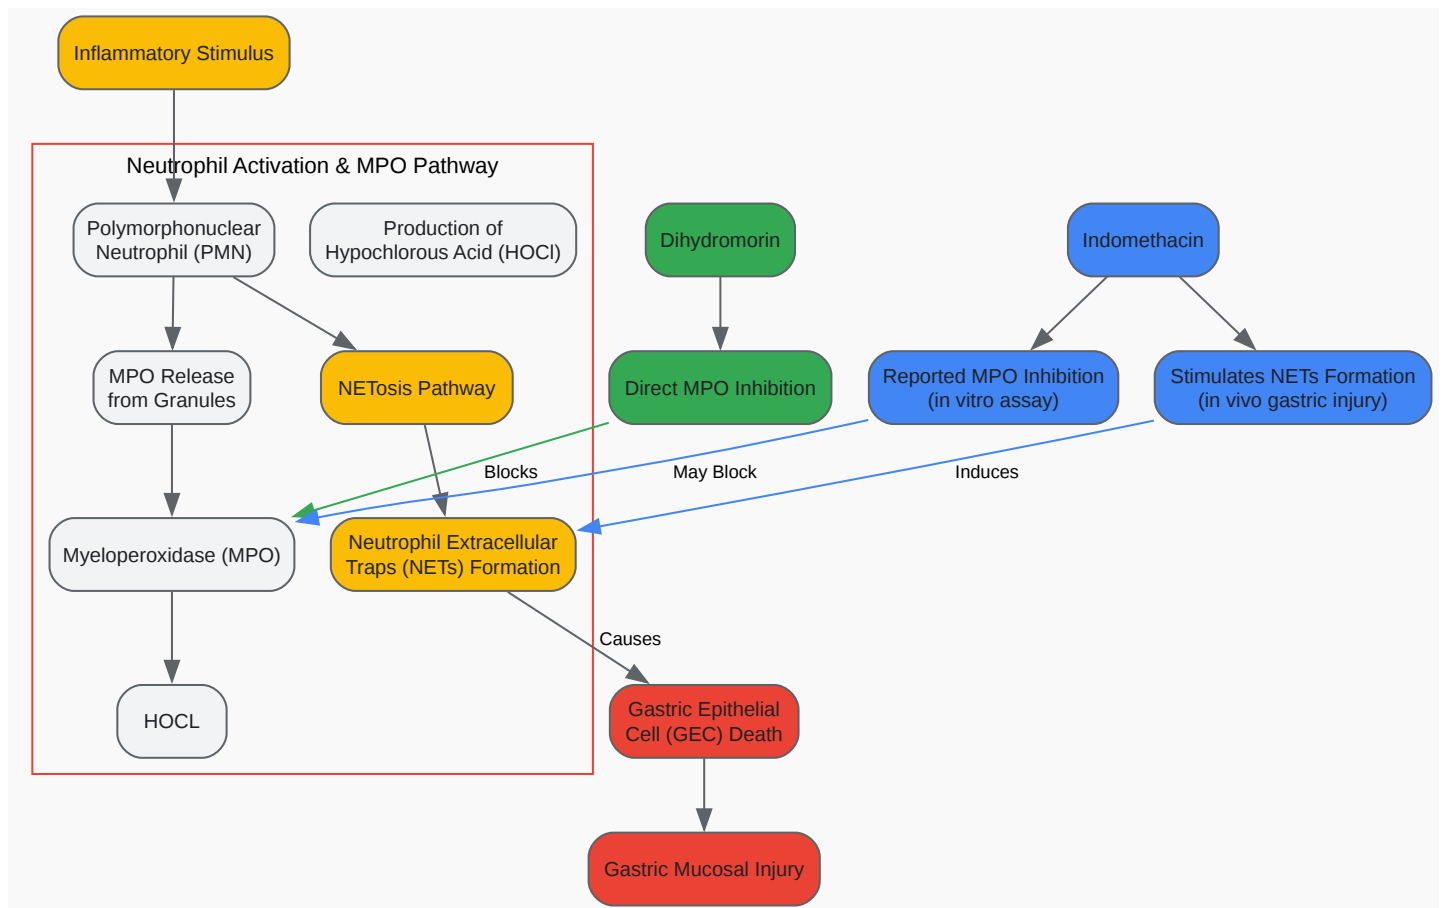 Inflammatory Stimulus
Neutrophil Activation & MPO Pathway
Polymorphonuclear
Neutrophil (PMN)
Production of
Hypochlorous Acid (HOCl)
Dihydromorin
Indomethacin
MPO Release
from Granules
NETosis Pathway
Direct MPO Inhibition
Reported MPO Inhibition
(in vitro assay)
Stimulates NETs Formation
(in vivo gastric injury)
Blocks
May Block
Induces
Myeloperoxidase (MPO)
Neutrophil Extracellular
Traps (NETs) Formation
Causes
HOCL
Gastric Epithelial
Cell (GEC) Death
Gastric Mucosal Injury